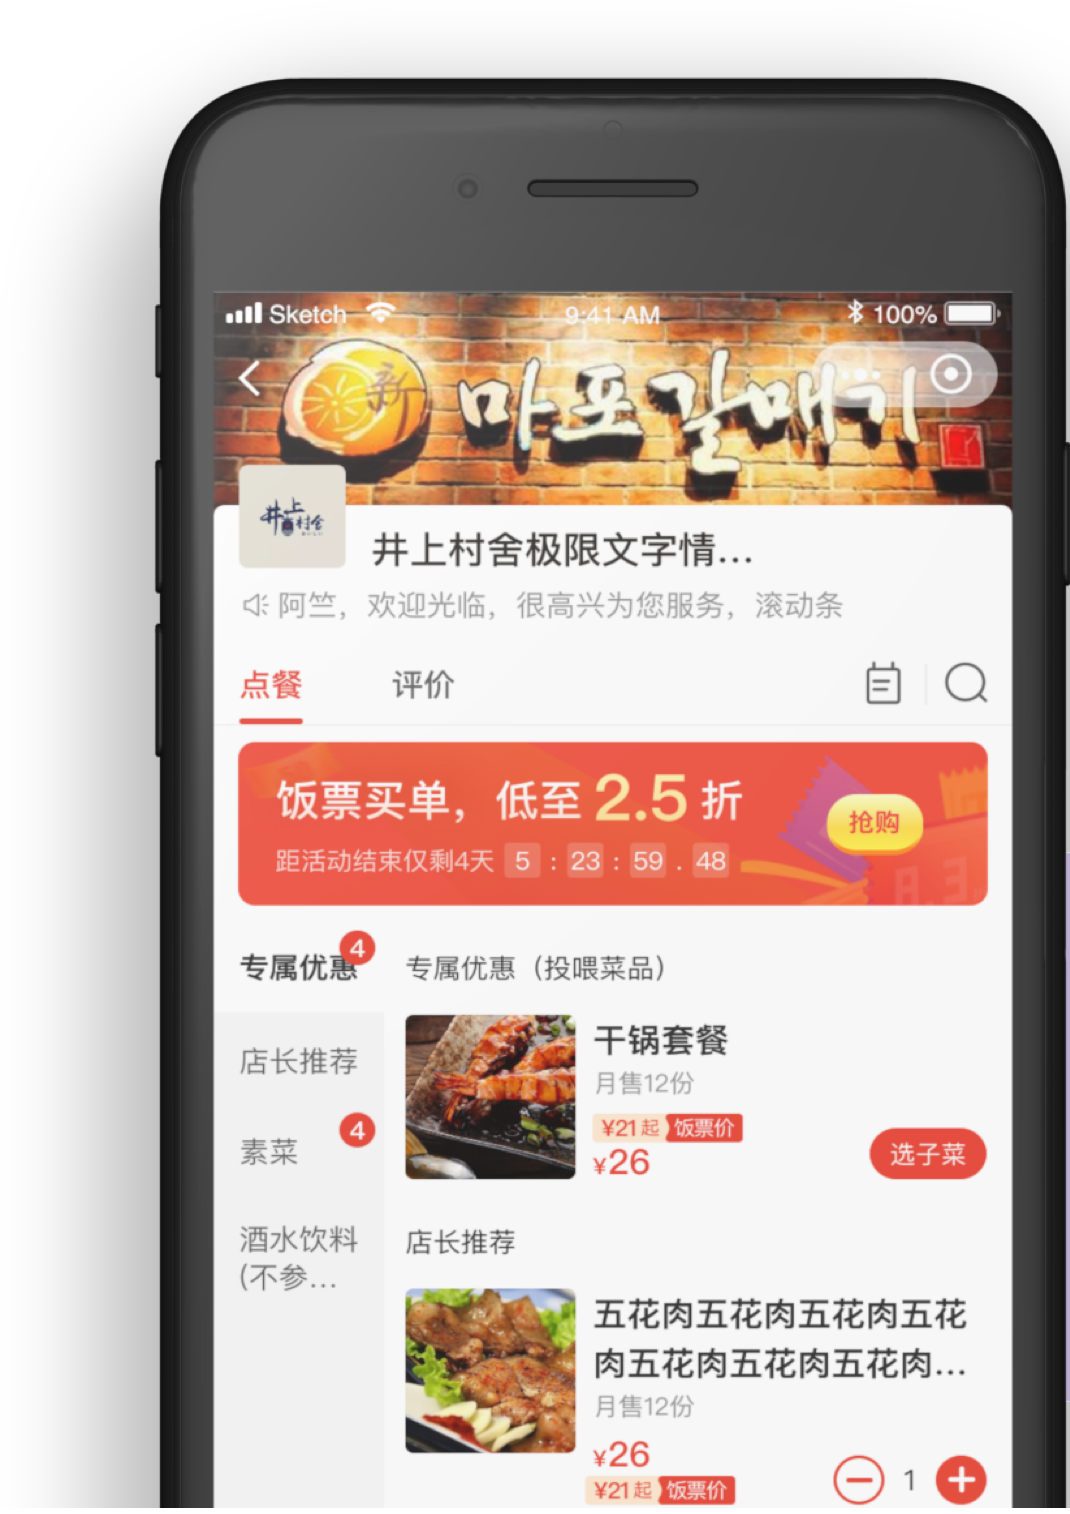 Sketch 9:41 AM 100%
新 마포갈매기
井上村舍
井上村舍极限文字情...
阿竺，欢迎光临，很高兴为您服务，滚动条
点餐 评价
饭票买单，低至 2.5 折
抢购
距活动结束仅剩4天 5 : 23 : 59 . 48
专属优惠 4
店长推荐
素菜 4
酒水饮料
(不参...
专属优惠（投喂菜品）
干锅套餐
月售12份
¥21起 饭票价
¥26
选子菜
店长推荐
五花肉五花肉五花肉五花
肉五花肉五花肉五花肉...
月售12份
¥26
¥21起 饭票价
1